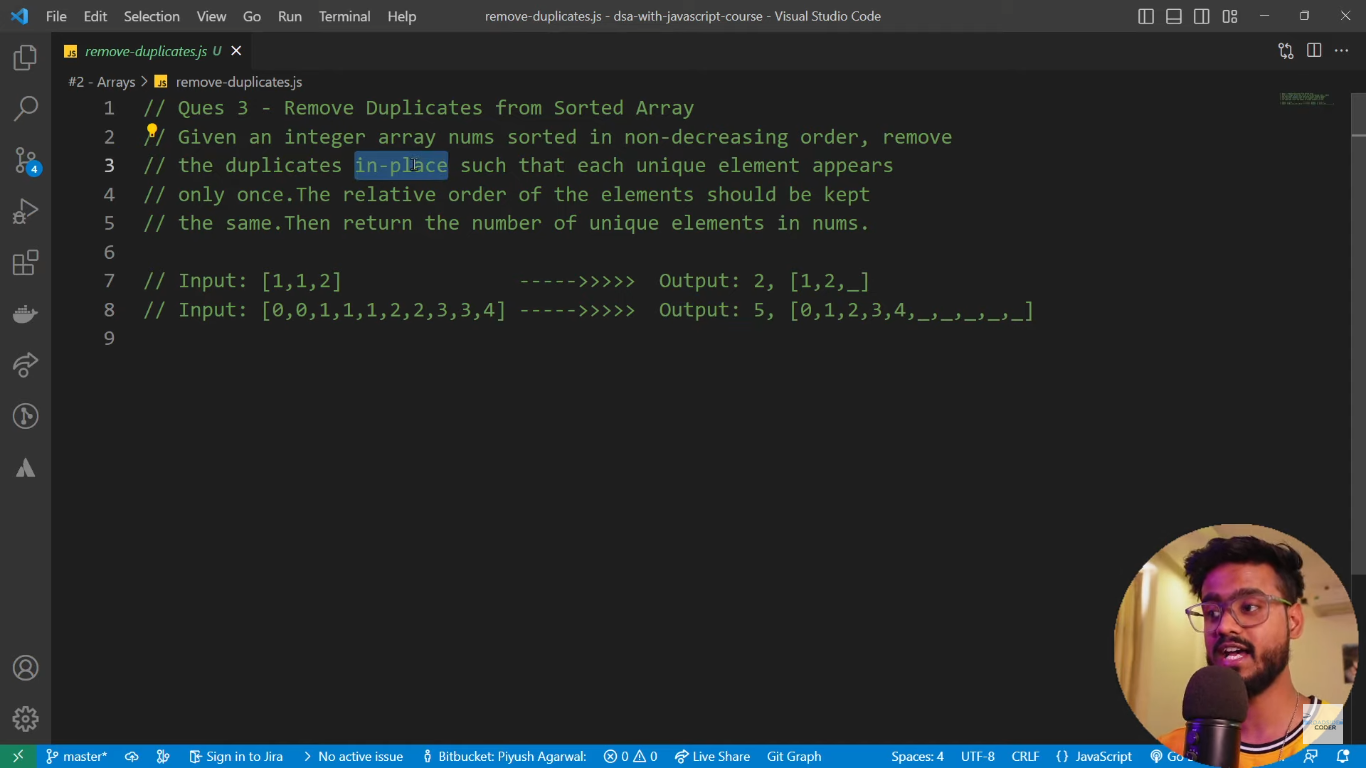 File Edit Selection View Go Run Terminal Help
remove-duplicates.js - dsa-with-javascript-course - Visual Studio Code
JS remove-duplicates.js U
#2 - Arrays > JS remove-duplicates.js
1 // Ques 3 - Remove Duplicates from Sorted Array
2 // Given an integer array nums sorted in non-decreasing order, remove
3 // the duplicates in-place such that each unique element appears
4 // only once.The relative order of the elements should be kept
5 // the same.Then return the number of unique elements in nums.
6
7 // Input: [1,1,2] ----->>>>> Output: 2, [1,2,_]
8 // Input: [0,0,1,1,1,2,2,3,3,4] ----->>>>> Output: 5, [0,1,2,3,4,_,_,_,_,_]
9
4
CODER
master* Sign in to Jira No active issue Bitbucket: Piyush Agarwal: 0 0 Live Share Git Graph Spaces: 4 UTF-8 CRLF { } JavaScript Go